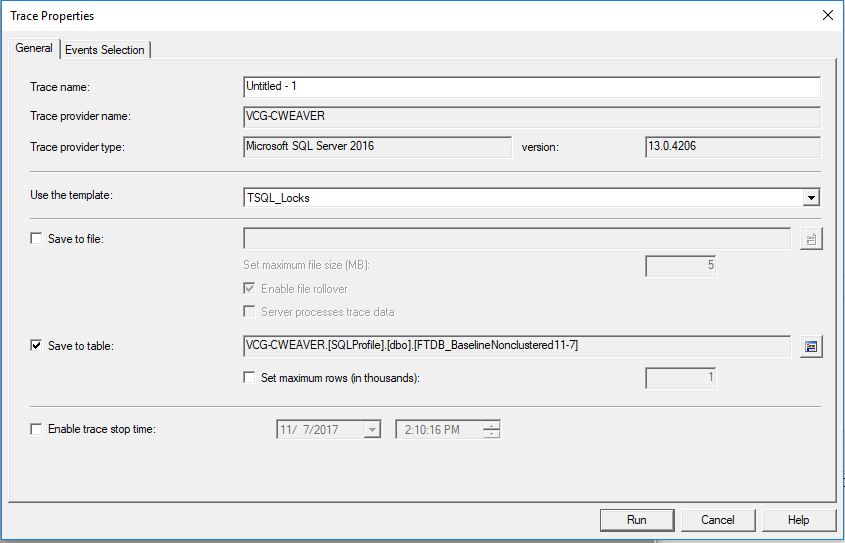 Trace Properties
General Events Selection
Trace name: Untitled - 1
Trace provider name: VCG-CWEAVER
Trace provider type: Microsoft SQL Server 2016 version: 13.0.4206
Use the template: TSQL_Locks
Save to file:
Set maximum file size (MB): 5
Enable file rollover
Server processes trace data
Save to table: VCG-CWEAVER.[SQLProfile].[dbo].[FTDB_BaselineNonclustered11-7]
Set maximum rows (in thousands): 1
Enable trace stop time: 11/ 7/2017 2:10:16 PM
Run Cancel Help